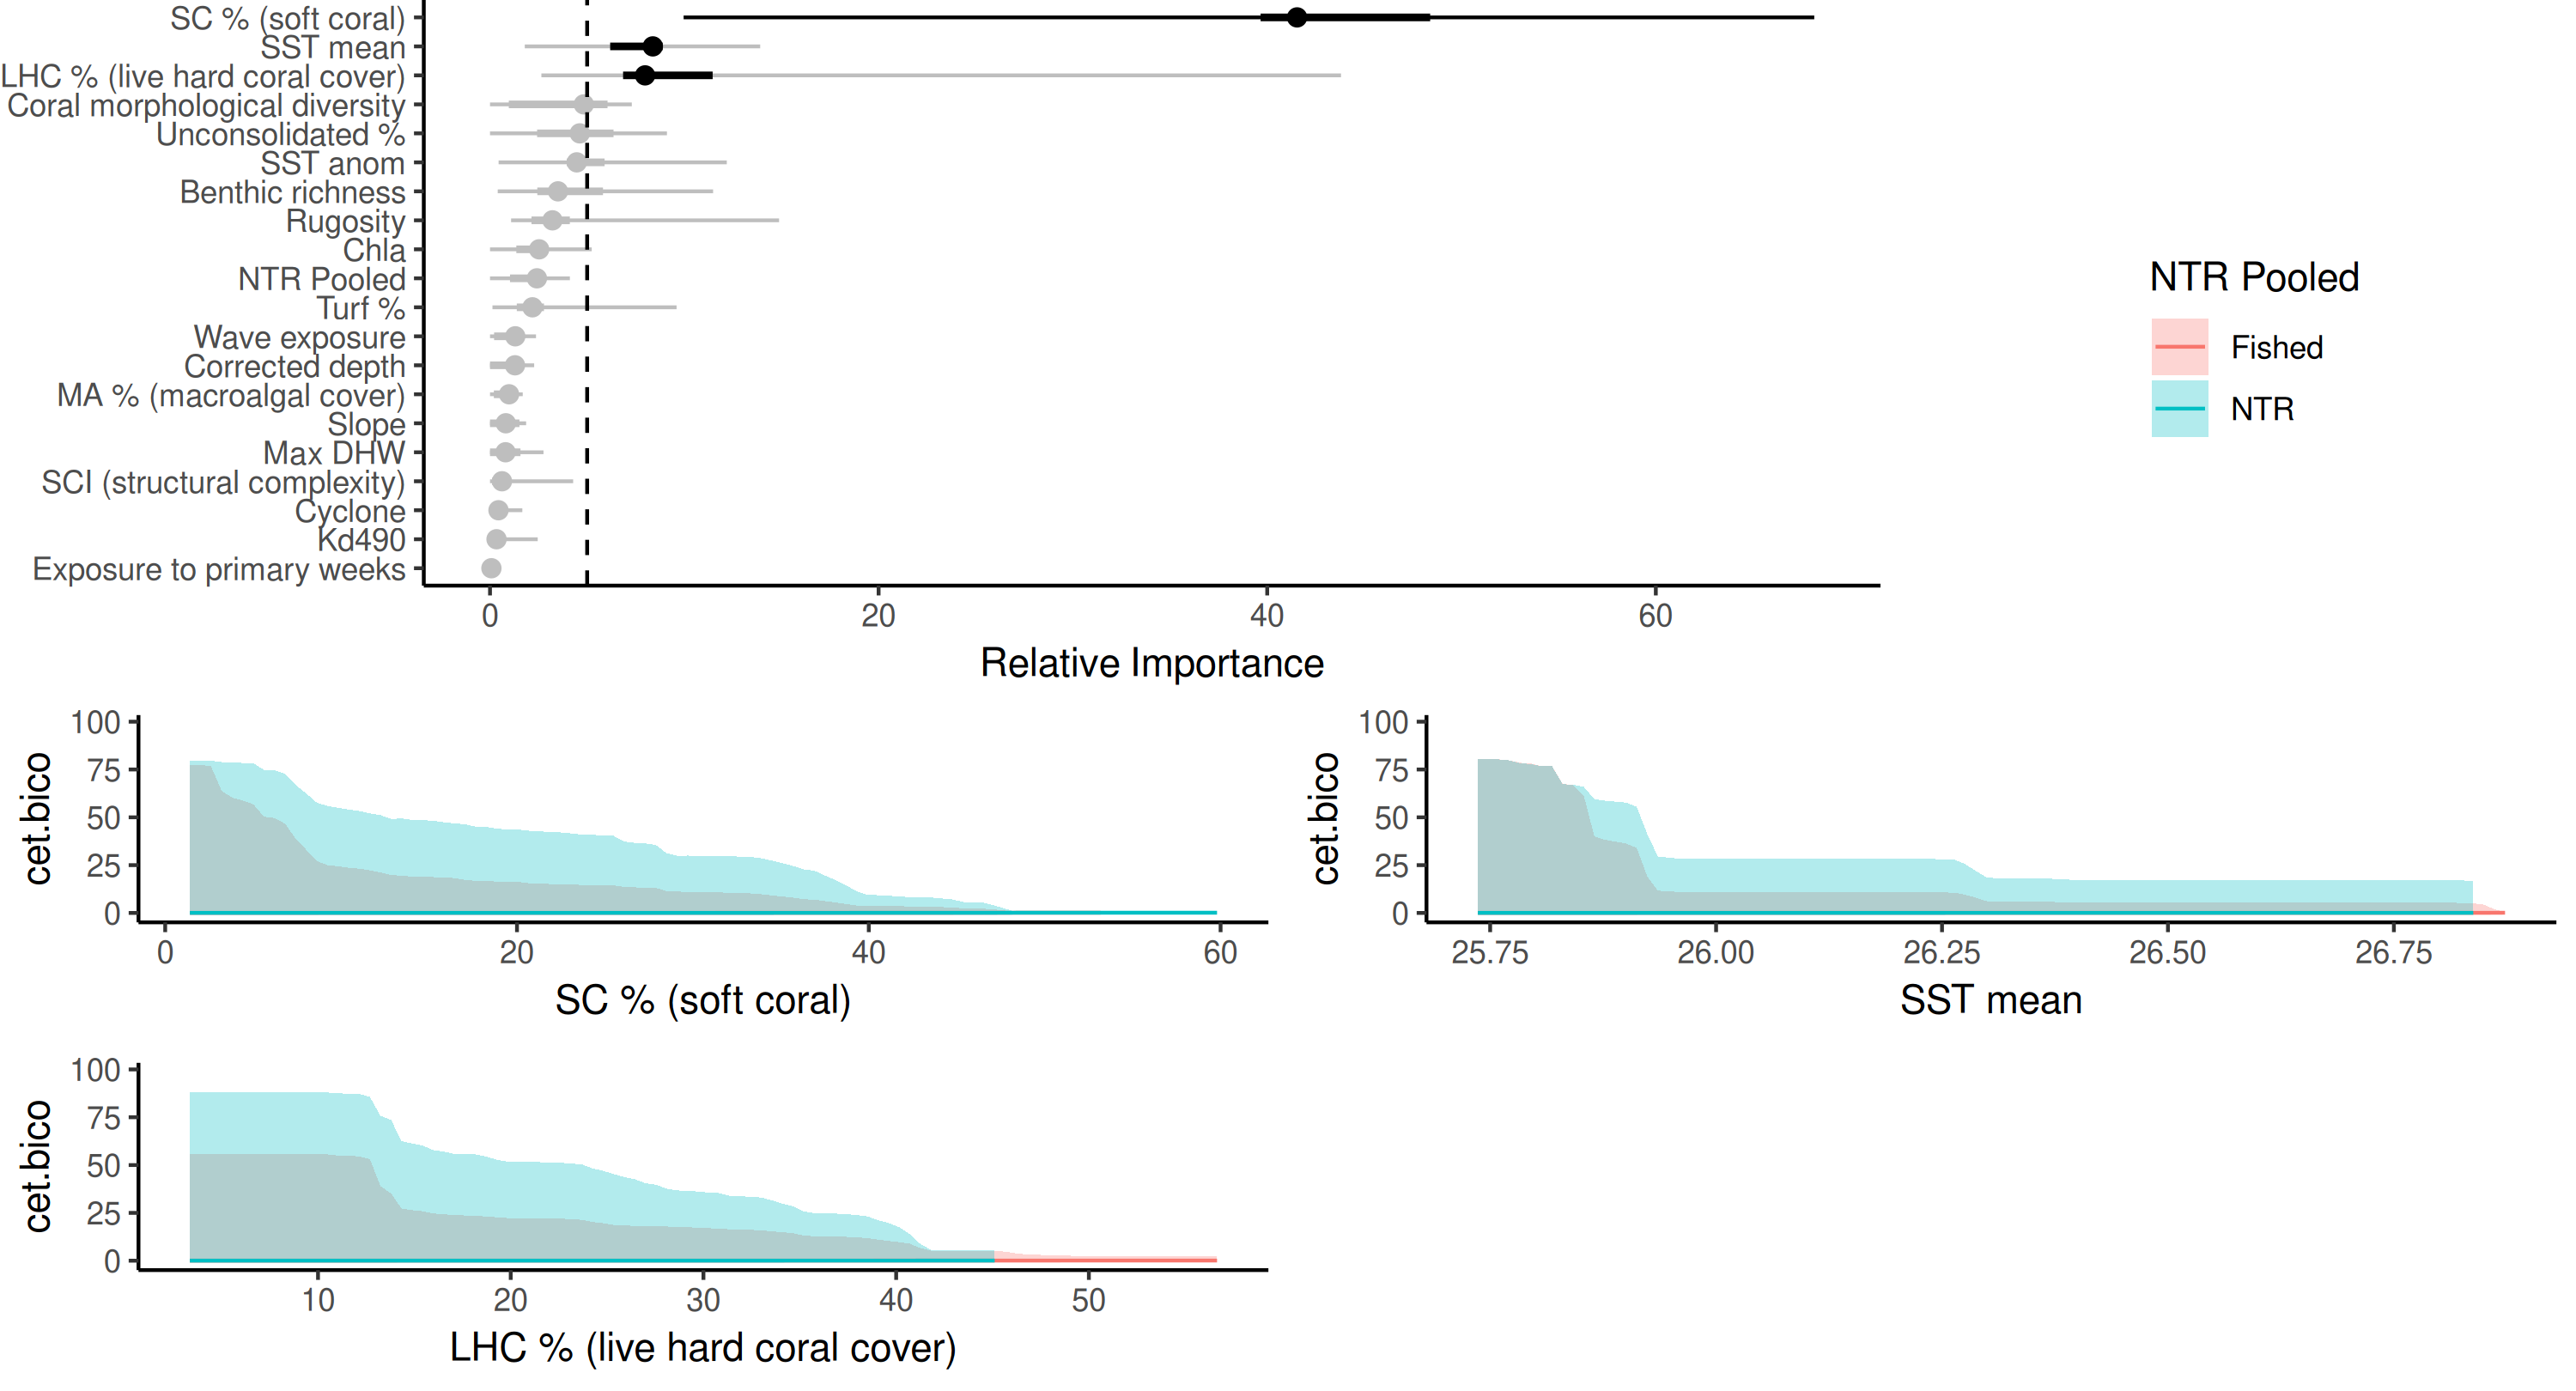 SC % (soft coral)
SST mean
LHC % (live hard coral cover)
Coral morphological diversity
Unconsolidated %
SST anom
Benthic richness
Rugosity
Chla
NTR Pooled
Turf %
Wave exposure
Corrected depth
MA % (macroalgal cover)
Slope
Max DHW
SCI (structural complexity)
Cyclone
Kd490
Exposure to primary weeks
0 20 40 60
Relative Importance
NTR Pooled
Fished
NTR
100
75
50
25
0
cet.bico
0 20 40 60
SC % (soft coral)
100
75
50
25
0
cet.bico
25.75 26.00 26.25 26.50 26.75
SST mean
100
75
50
25
0
cet.bico
10 20 30 40 50
LHC % (live hard coral cover)